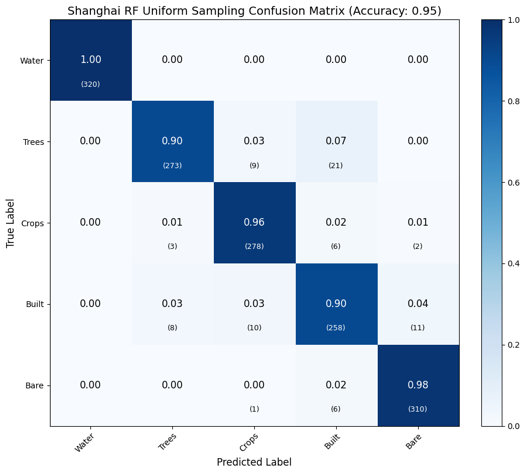 Shanghai RF Uniform Sampling Confusion Matrix (Accuracy: 0.95)
True Label
Water 1.00 0.00 0.00 0.00 0.00
(320)
Trees 0.00 0.90 0.03 0.07 0.00
(273) (9) (21)
Crops 0.00 0.01 0.96 0.02 0.01
(3) (278) (6) (2)
Built 0.00 0.03 0.03 0.90 0.04
(8) (10) (258) (11)
Bare 0.00 0.00 0.00 0.02 0.98
(1) (6) (310)
Water Trees Crops Built Bare
Predicted Label
1.0
0.8
0.6
0.4
0.2
0.0